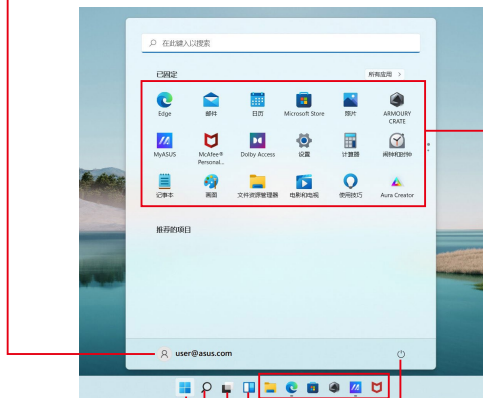 在此键入以搜索
已固定
所有应用 >
Edge
邮件
日历
Microsoft Store
照片
ARMOURY
CRATE
MyASUS
McAfee®
Personal...
Dolby Access
设置
计算器
闹钟和时钟
记事本
画图
文件资源管理器
电影和电视
使用技巧
Aura Creator
推荐的项目
user@asus.com